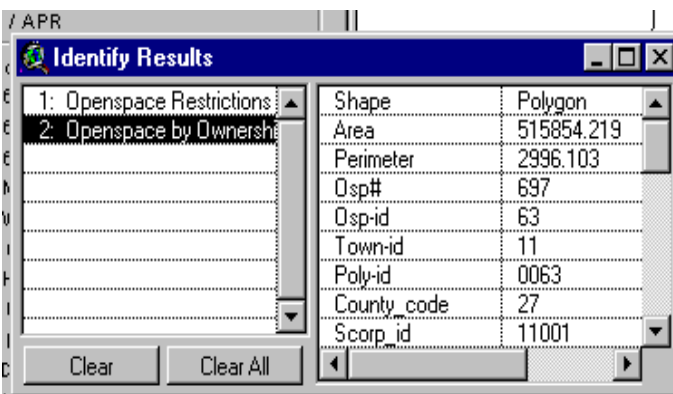 / APR
Identify Results
1: Openspace Restrictions
2: Openspace by Ownersh
Shape Polygon
Area 515854.219
Perimeter 2996.103
Osp# 697
Osp-id 63
Town-id 11
Poly-id 0063
County_code 27
Scorp_id 11001
Clear Clear All